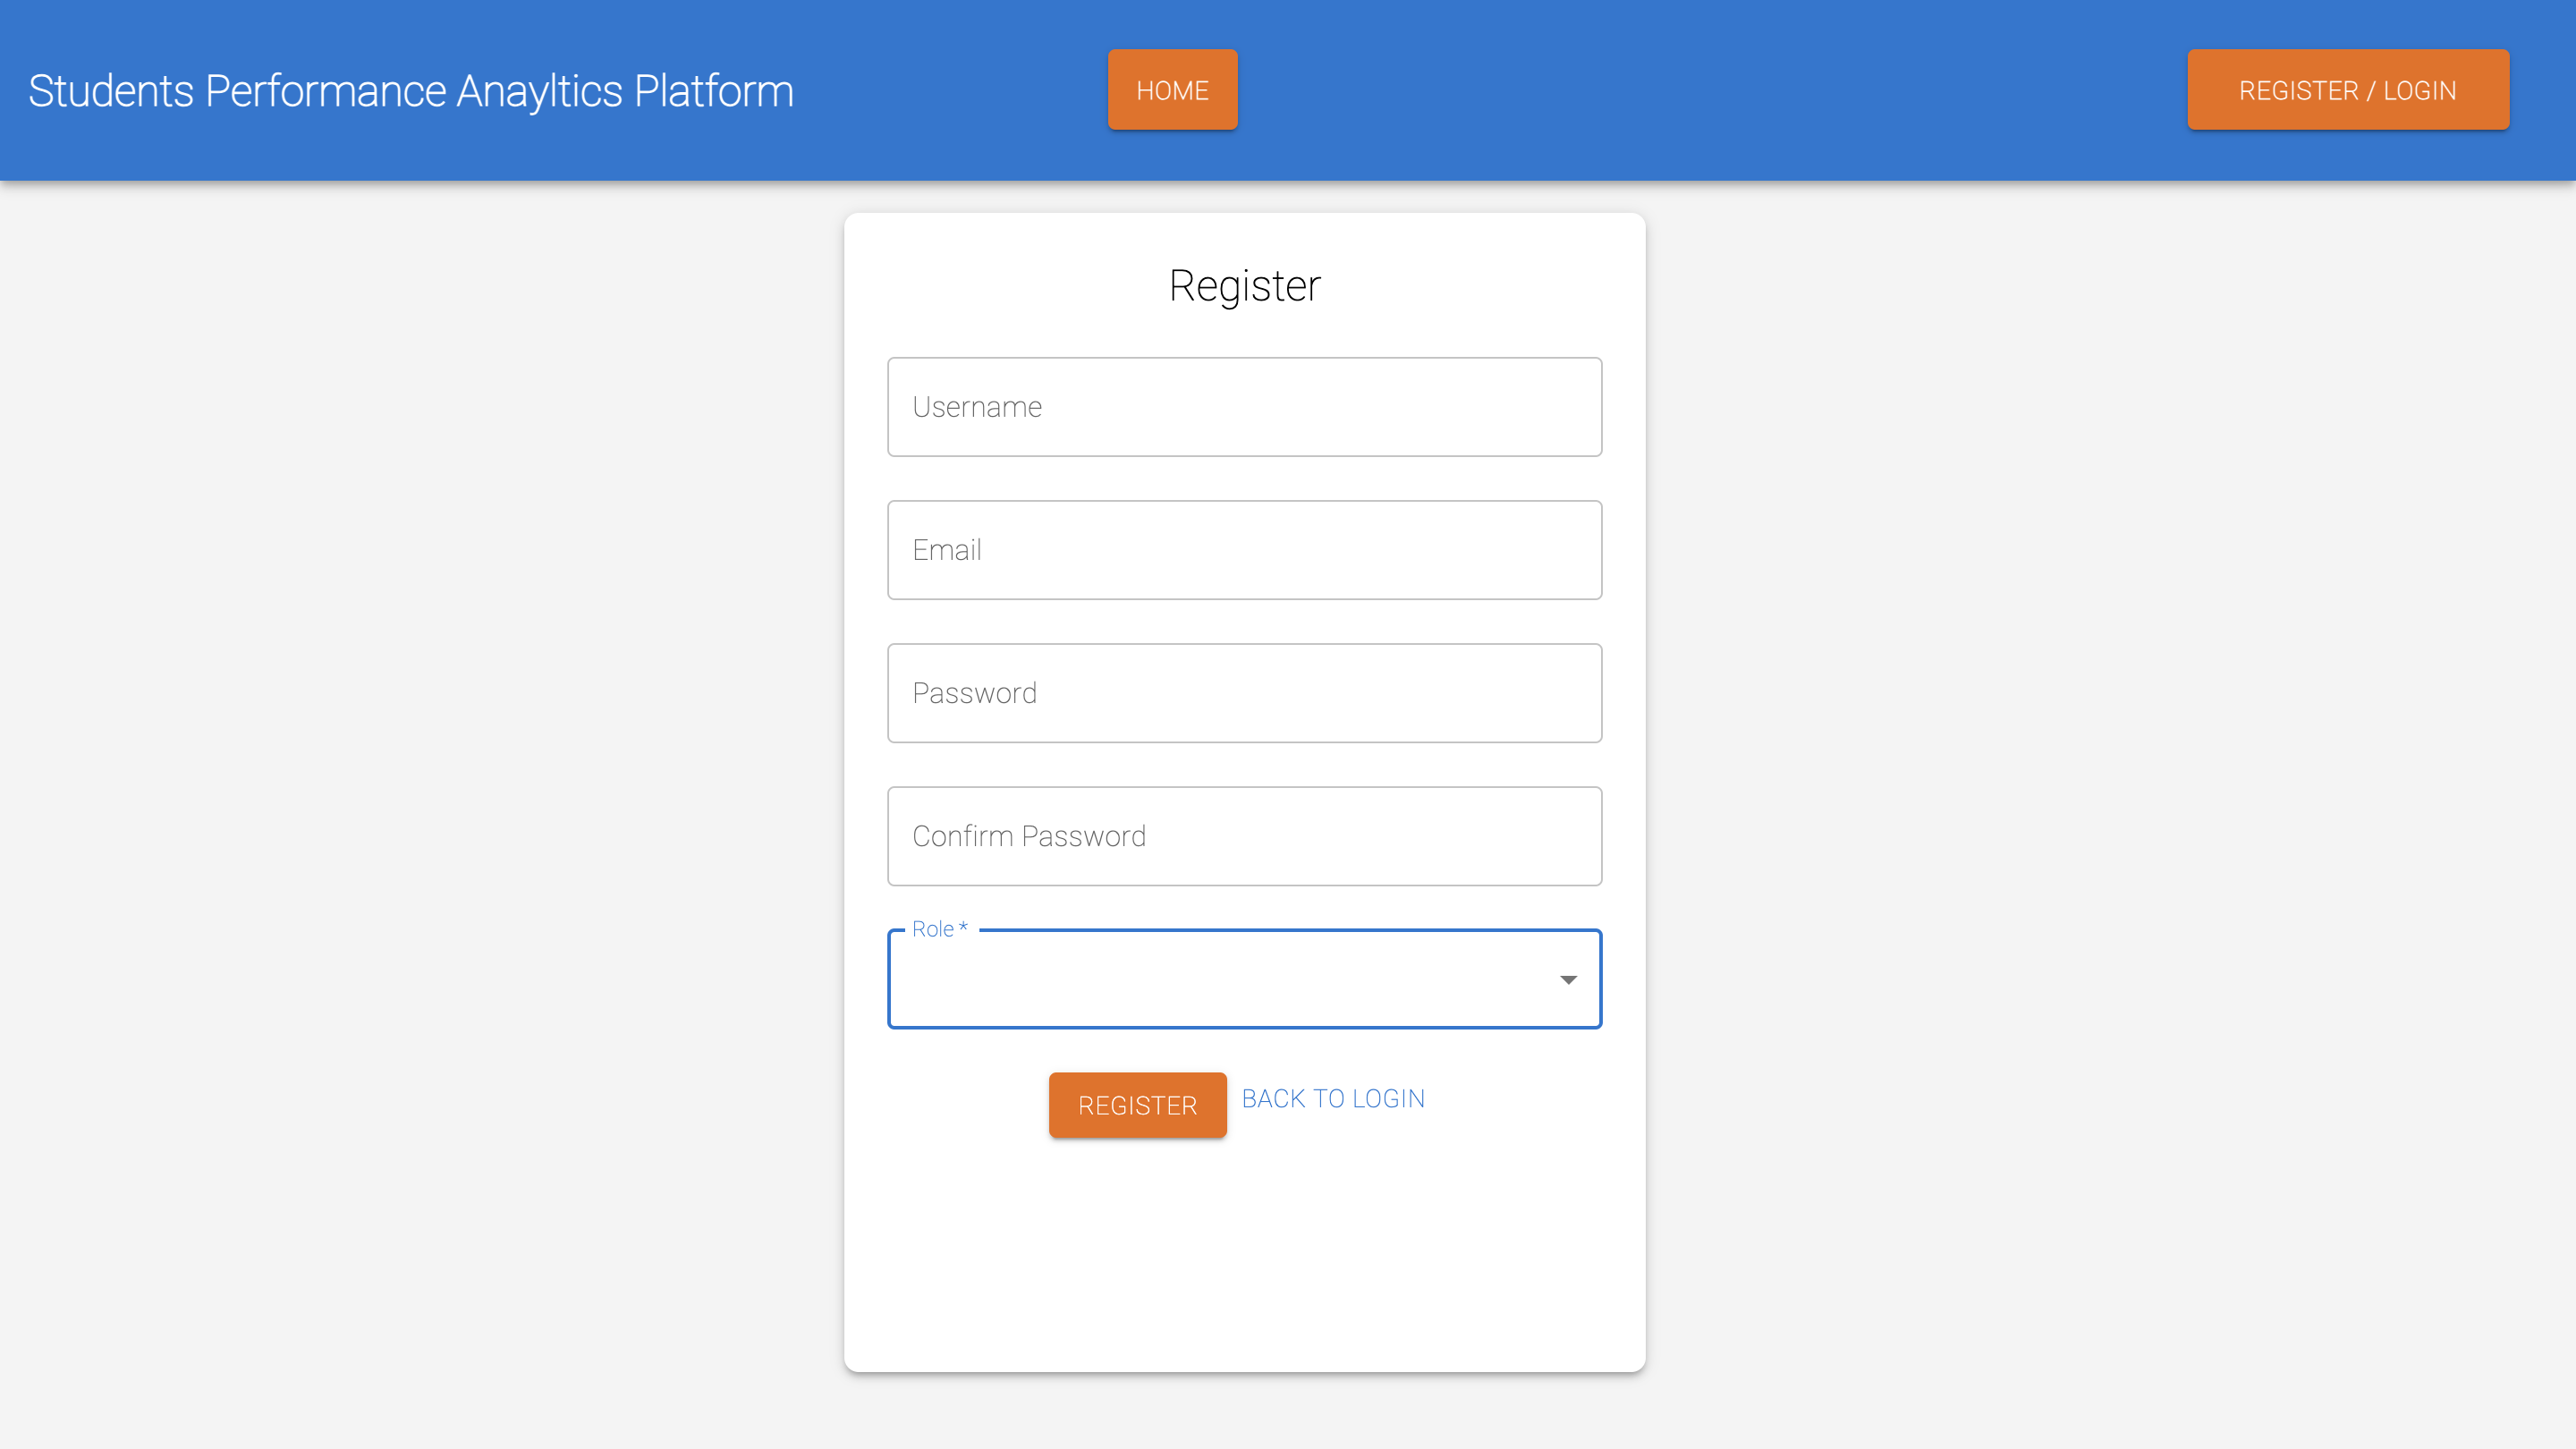 Students Performance Anayltics Platform
HOME
REGISTER / LOGIN
Register
Username
Email
Password
Confirm Password
Role *
REGISTER
BACK TO LOGIN